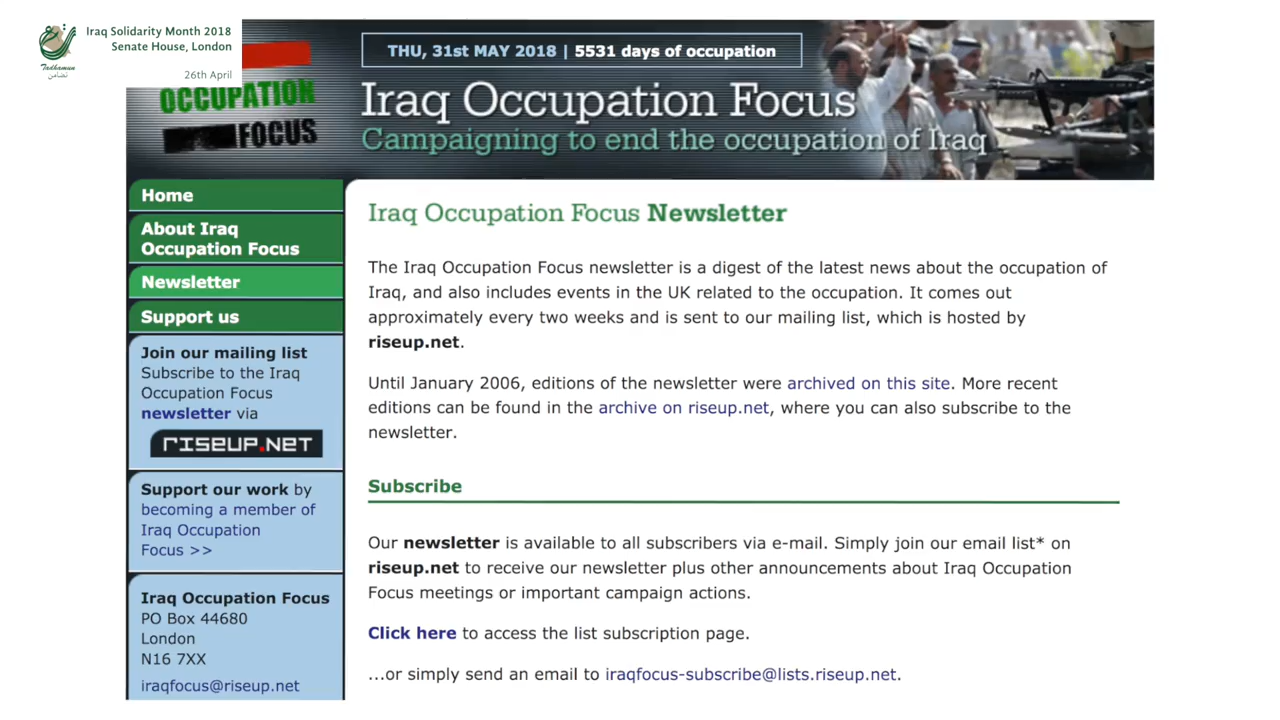 Iraq Solidarity Month 2018
Senate House, London
26th April
Tadhamun
تضامن
THU, 31st MAY 2018 | 5531 days of occupation
OCCUPATION
FOCUS
Iraq Occupation Focus
Campaigning to end the occupation of Iraq
Home
About Iraq
Occupation Focus
Newsletter
Support us
Join our mailing list
Subscribe to the Iraq
Occupation Focus
newsletter via
riseup.net
Support our work by
becoming a member of
Iraq Occupation
Focus >>
Iraq Occupation Focus
PO Box 44680
London
N16 7XX
iraqfocus@riseup.net
Iraq Occupation Focus Newsletter
The Iraq Occupation Focus newsletter is a digest of the latest news about the occupation of
Iraq, and also includes events in the UK related to the occupation. It comes out
approximately every two weeks and is sent to our mailing list, which is hosted by
riseup.net.
Until January 2006, editions of the newsletter were archived on this site. More recent
editions can be found in the archive on riseup.net, where you can also subscribe to the
newsletter.
Subscribe
Our newsletter is available to all subscribers via e-mail. Simply join our email list* on
riseup.net to receive our newsletter plus other announcements about Iraq Occupation
Focus meetings or important campaign actions.
Click here to access the list subscription page.
...or simply send an email to iraqfocus-subscribe@lists.riseup.net.